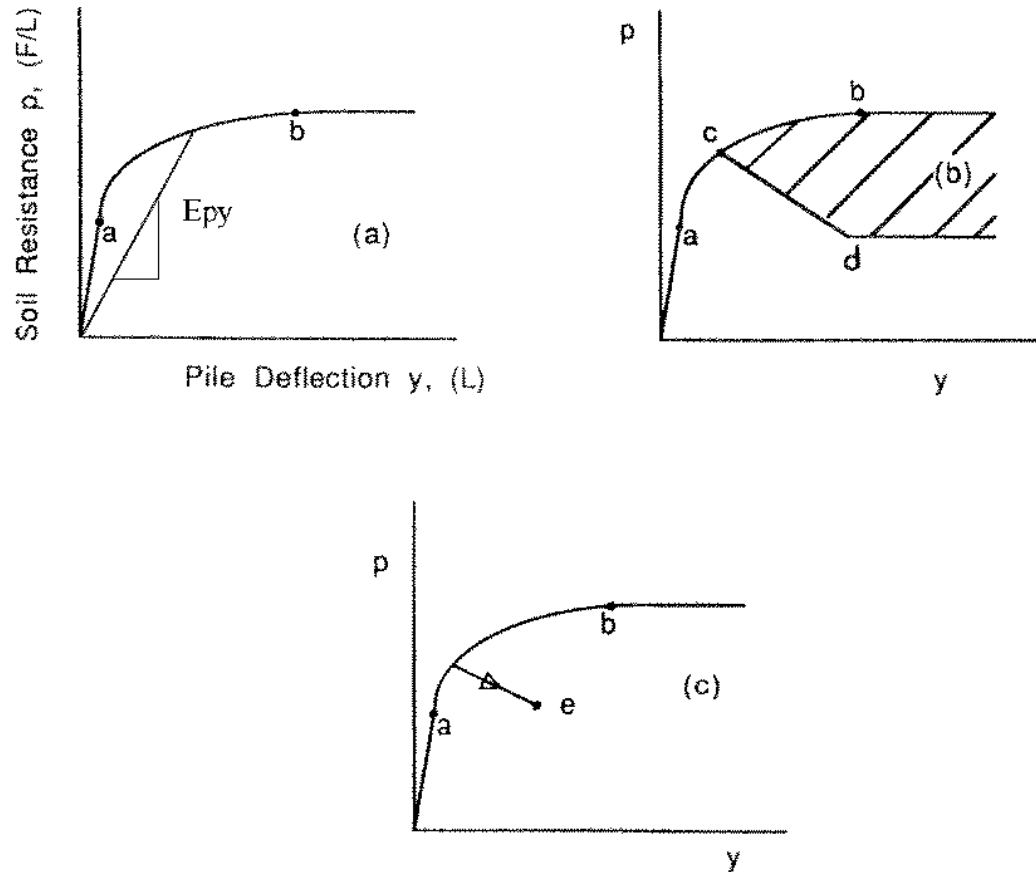 Soil Resistance p, (F/L)
a
b
Epy
(a)
Pile Deflection y, (L)
p
a
c
b
(b)
d
y
p
a
b
e
(c)
y